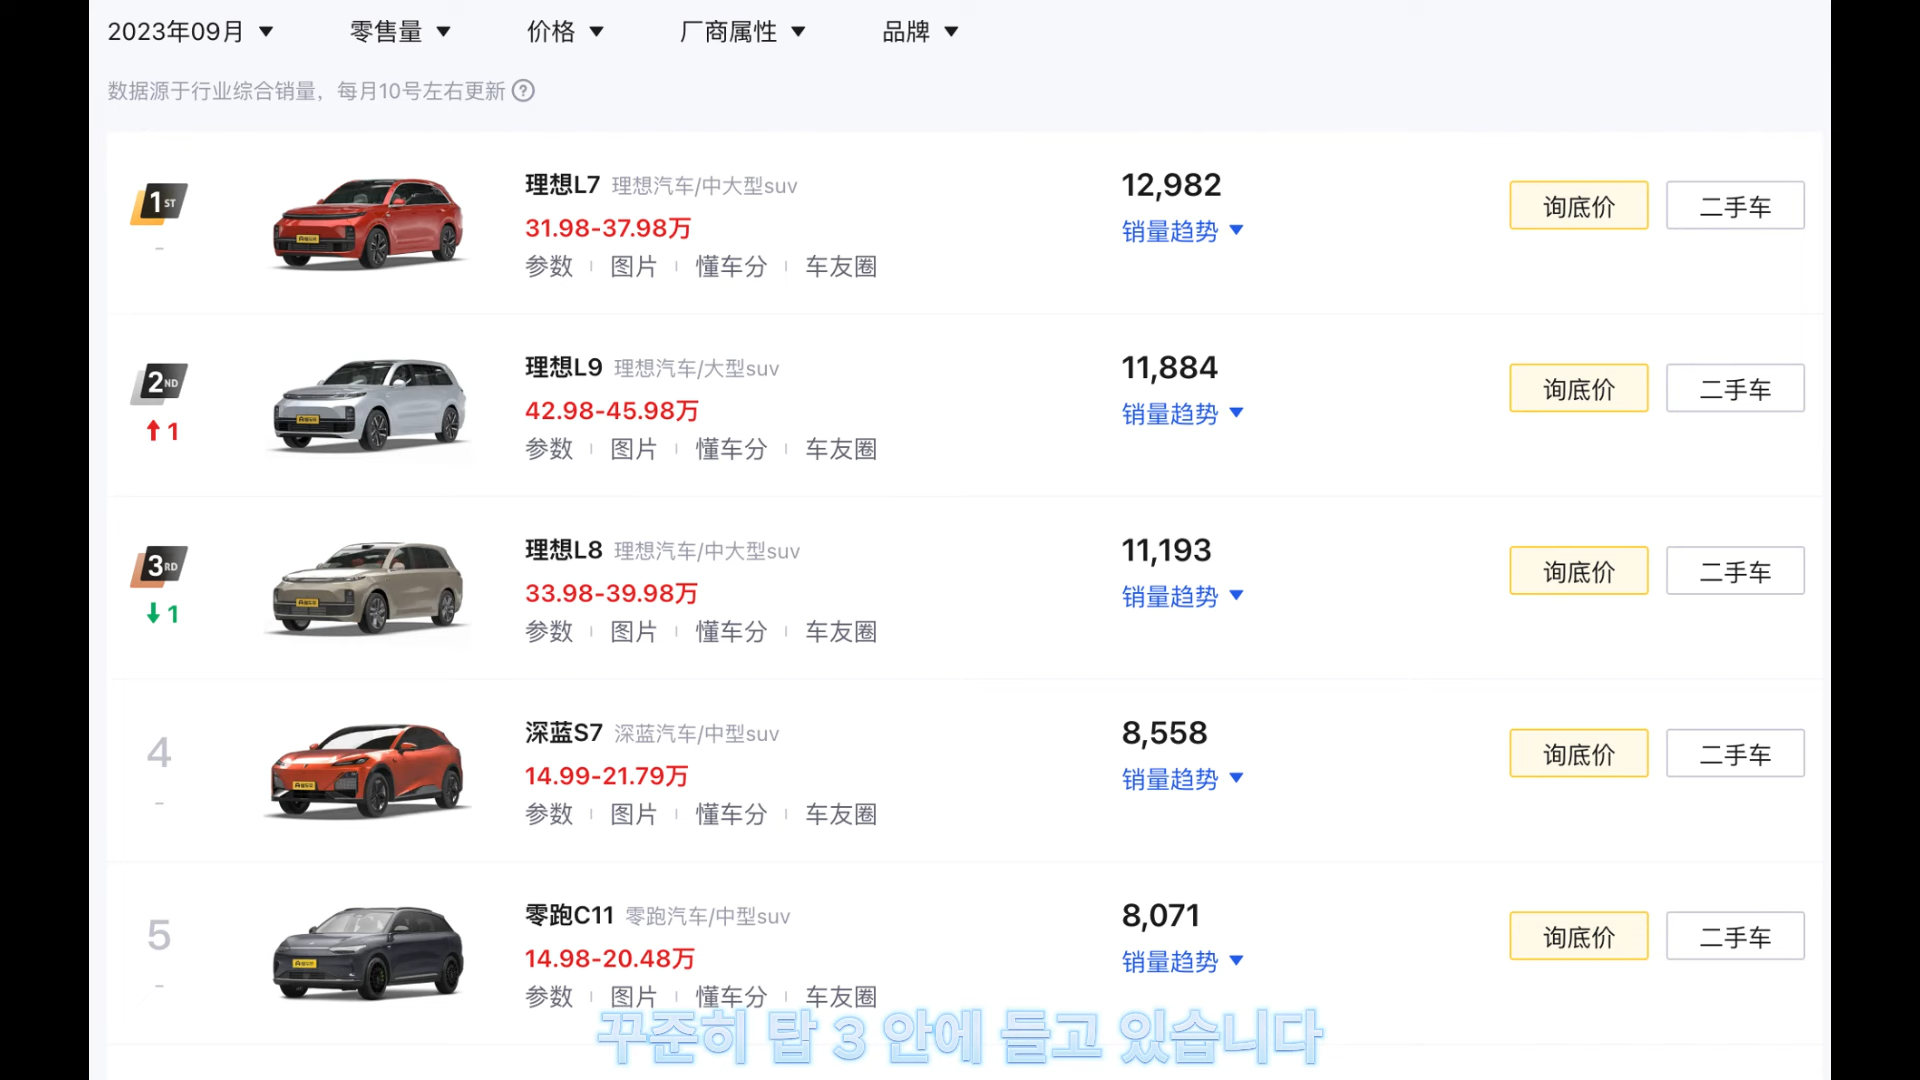 2023年09月 ▼ 零售量 ▼ 价格 ▼ 厂商属性 ▼ 品牌 ▼
数据源于行业综合销量，每月10号左右更新 ?
1ST
-
理想L7 理想汽车/中大型suv
31.98-37.98万
参数 图片 懂车分 车友圈
12,982
销量趋势 ▼
询底价 二手车
2ND
↑1
理想L9 理想汽车/大型suv
42.98-45.98万
参数 图片 懂车分 车友圈
11,884
销量趋势 ▼
询底价 二手车
3RD
↓1
理想L8 理想汽车/中大型suv
33.98-39.98万
参数 图片 懂车分 车友圈
11,193
销量趋势 ▼
询底价 二手车
4
-
深蓝S7 深蓝汽车/中型suv
14.99-21.79万
参数 图片 懂车分 车友圈
8,558
销量趋势 ▼
询底价 二手车
5
-
零跑C11 零跑汽车/中型suv
14.98-20.48万
参数 图片 懂车分 车友圈
8,071
销量趋势 ▼
询底价 二手车
꾸준히 탑 3 안에 들고 있습니다